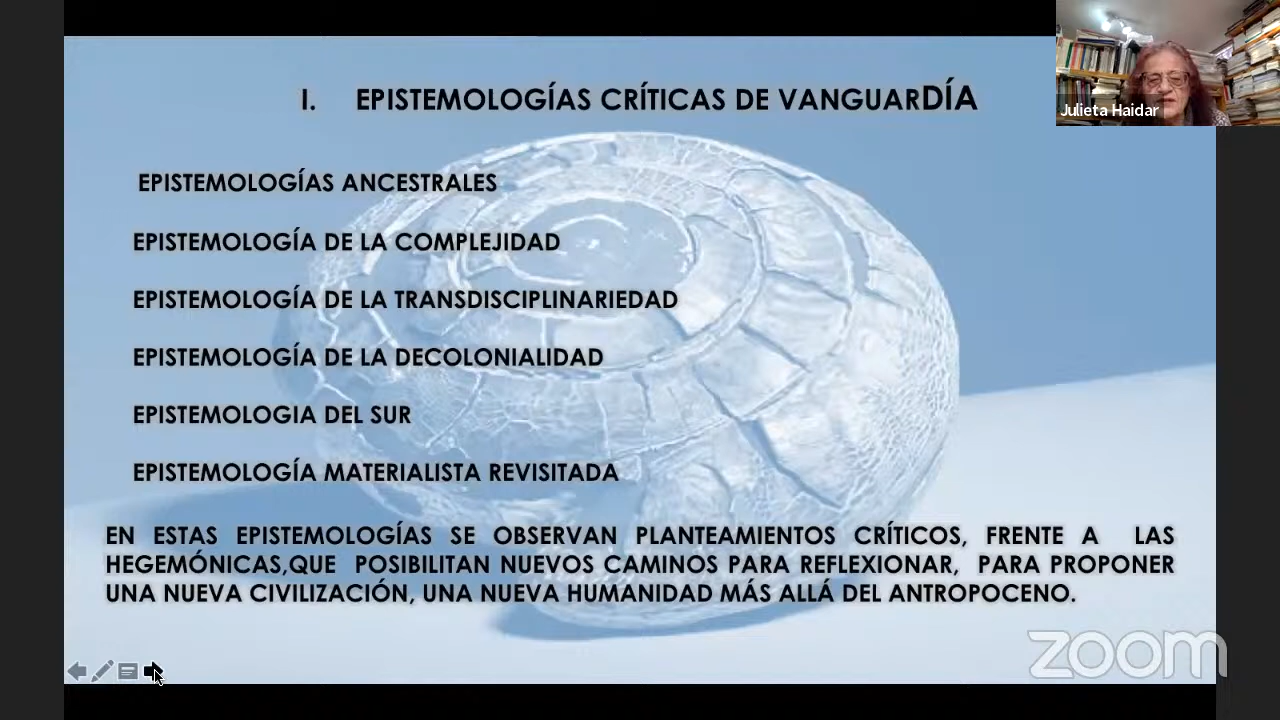 I. EPISTEMOLOGÍAS CRÍTICAS DE VANGUARDÍA
Julieta Haidar
EPISTEMOLOGÍAS ANCESTRALES
EPISTEMOLOGÍA DE LA COMPLEJIDAD
EPISTEMOLOGÍA DE LA TRANSDISCIPLINARIEDAD
EPISTEMOLOGÍA DE LA DECOLONIALIDAD
EPISTEMOLOGIA DEL SUR
EPISTEMOLOGÍA MATERIALISTA REVISITADA
EN ESTAS EPISTEMOLOGÍAS SE OBSERVAN PLANTEAMIENTOS CRÍTICOS, FRENTE A LAS
HEGEMÓNICAS,QUE POSIBILITAN NUEVOS CAMINOS PARA REFLEXIONAR, PARA PROPONER
UNA NUEVA CIVILIZACIÓN, UNA NUEVA HUMANIDAD MÁS ALLÁ DEL ANTROPOCENO.
zoom